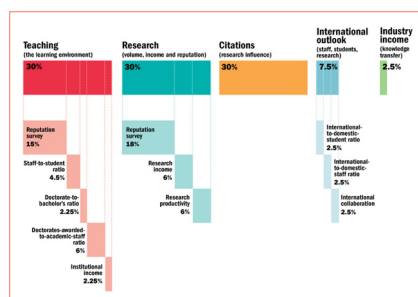 Teaching
(the learning environment)
30%
Research
(volume, income and reputation)
30%
Citations
(research influence)
30%
International
outlook
(staff, students,
research)
7.5%
Industry
income
(knowledge
transfer)
2.5%
Reputation
survey
15%
Staff-to-student
ratio
4.5%
Doctorate-to-
bachelor's ratio
2.25%
Doctorates-awarded-
to-academic-staff
ratio
6%
Institutional
income
2.25%
Reputation
survey
18%
Research
income
6%
Research
productivity
6%
International-
to-domestic-
student ratio
2.5%
International-
to-domestic-
staff ratio
2.5%
International
collaboration
2.5%